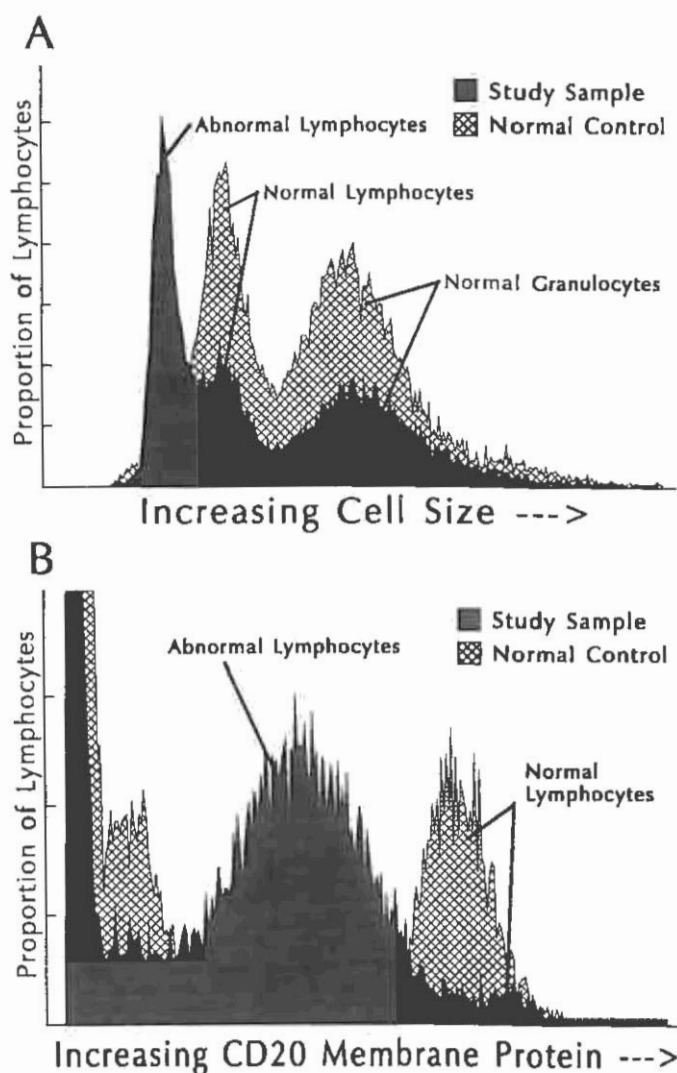 A
Study Sample
Abnormal Lymphocytes
Normal Control
Normal Lymphocytes
Normal Granulocytes
Proportion of Lymphocytes
Increasing Cell Size --->
B
Study Sample
Abnormal Lymphocytes
Normal Control
Normal
Lymphocytes
Proportion of Lymphocytes
Increasing CD20 Membrane Protein --->